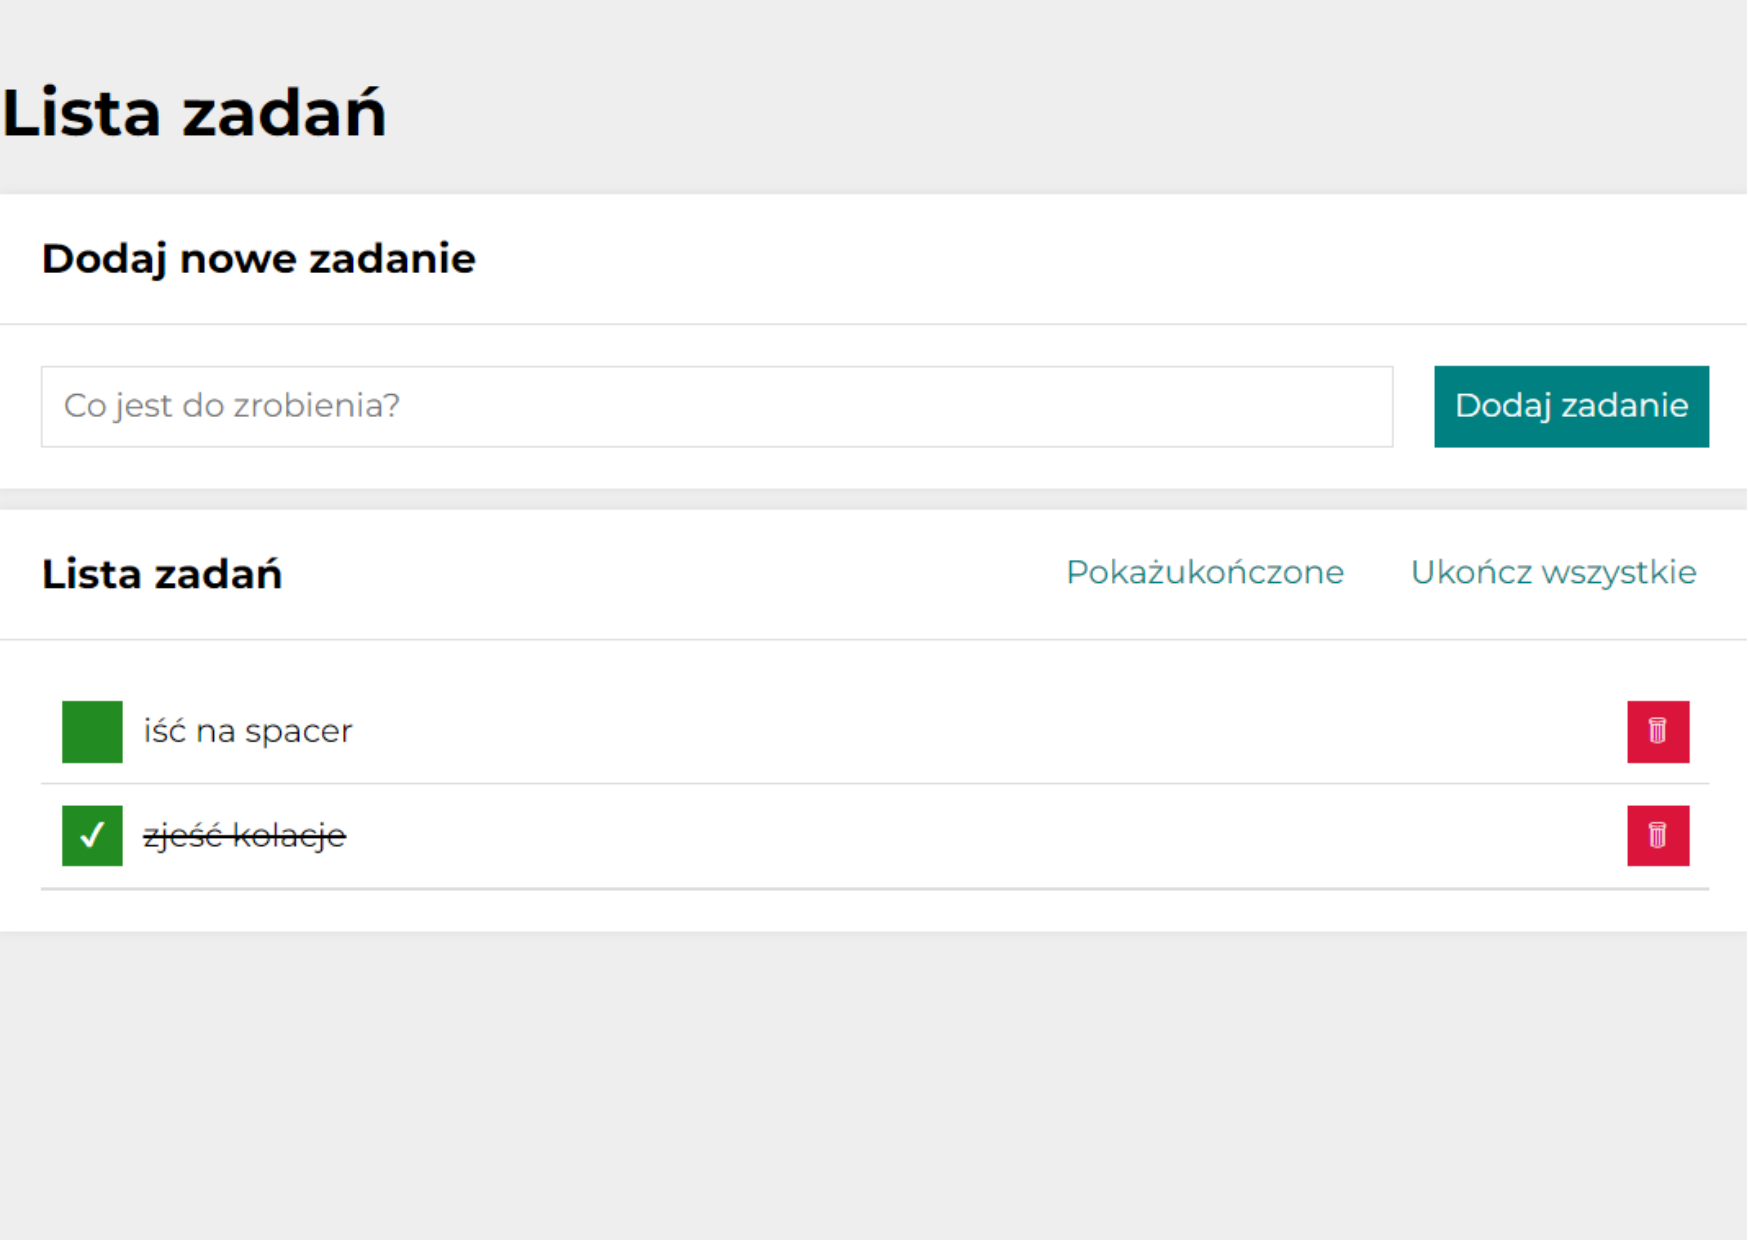 Lista zadań
Dodaj nowe zadanie
Co jest do zrobienia?
Dodaj zadanie
Lista zadań
Pokażukończone
Ukończ wszystkie
iść na spacer
zjeść kolacje